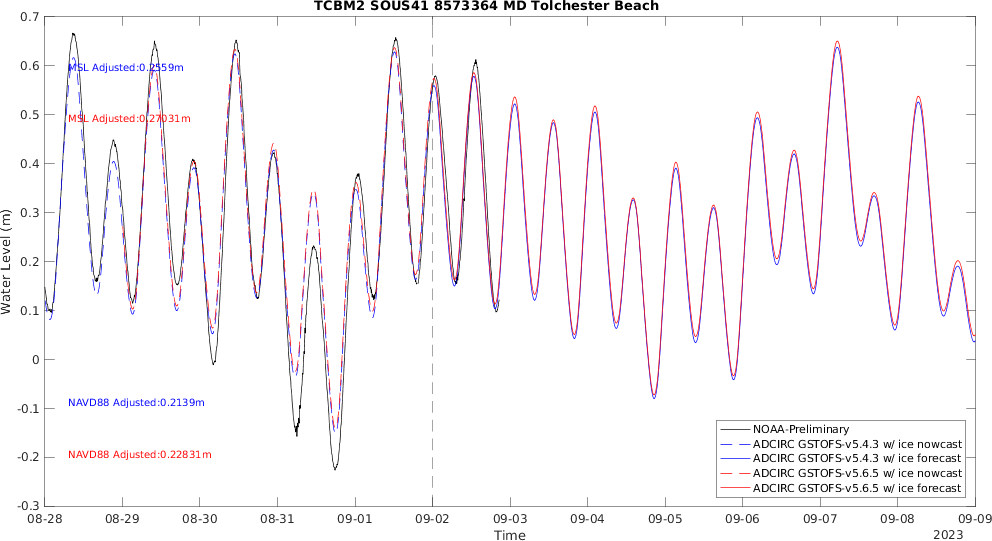 TCBM2 SOUS41 8573364 MD Tolchester Beach
0.7
0.6
0.5
0.4
0.3
0.2
0.1
0
-0.1
-0.2
-0.3
Water Level (m)
MSL Adjusted:0.2559m
MSL Adjusted:0.27031m
NAVD88 Adjusted:0.2139m
NAVD88 Adjusted:0.22831m
NOAA-Preliminary
ADCIRC GSTOFS-v5.4.3 w/ ice nowcast
ADCIRC GSTOFS-v5.4.3 w/ ice forecast
ADCIRC GSTOFS-v5.6.5 w/ ice nowcast
ADCIRC GSTOFS-v5.6.5 w/ ice forecast
08-28 08-29 08-30 08-31 09-01 09-02 09-03 09-04 09-05 09-06 09-07 09-08 09-09
Time
2023